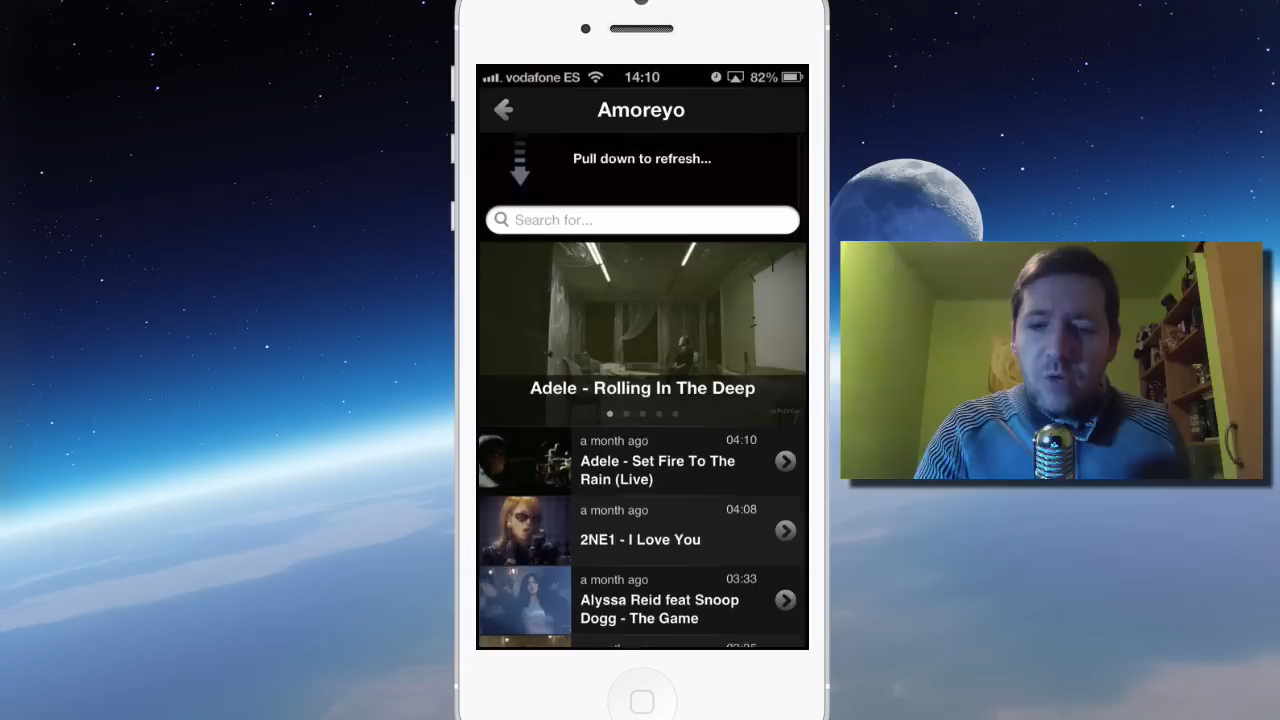 vodafone ES 14:10 82%
Amoreyo
Pull down to refresh...
Search for...
Adele - Rolling In The Deep
a month ago 04:10
Adele - Set Fire To The
Rain (Live)
a month ago 04:08
2NE1 - I Love You
a month ago 03:33
Alyssa Reid feat Snoop
Dogg - The Game